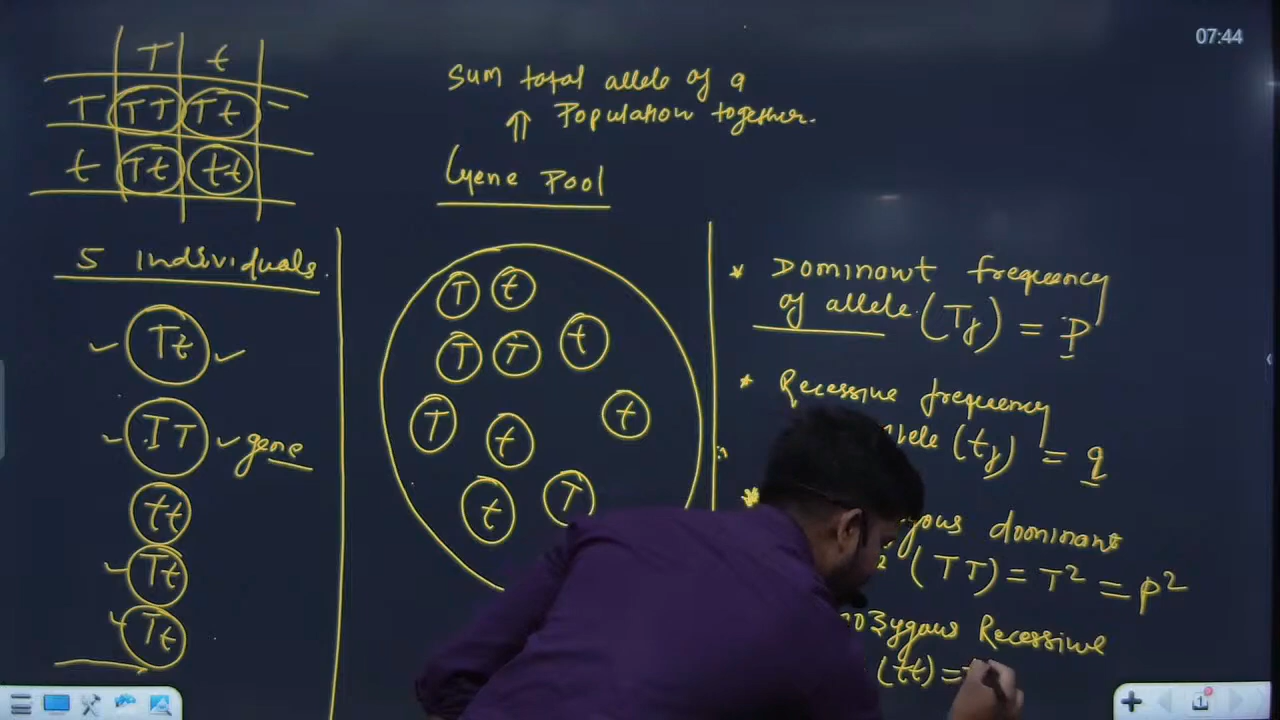 07:44
T t
T TT Tt
t Tt tt
Sum total allele of a
Population together.
Gene Pool
5 individuals.
Tt
TT gene
tt
Tt
Tt
T t
T T t
T t t
t T
* Dominant frequency
of allele (Tf) = P
* Recessive frequency
(tf) = q
dominant
(TT) = T² = p²
Recessive
(tt) =
1